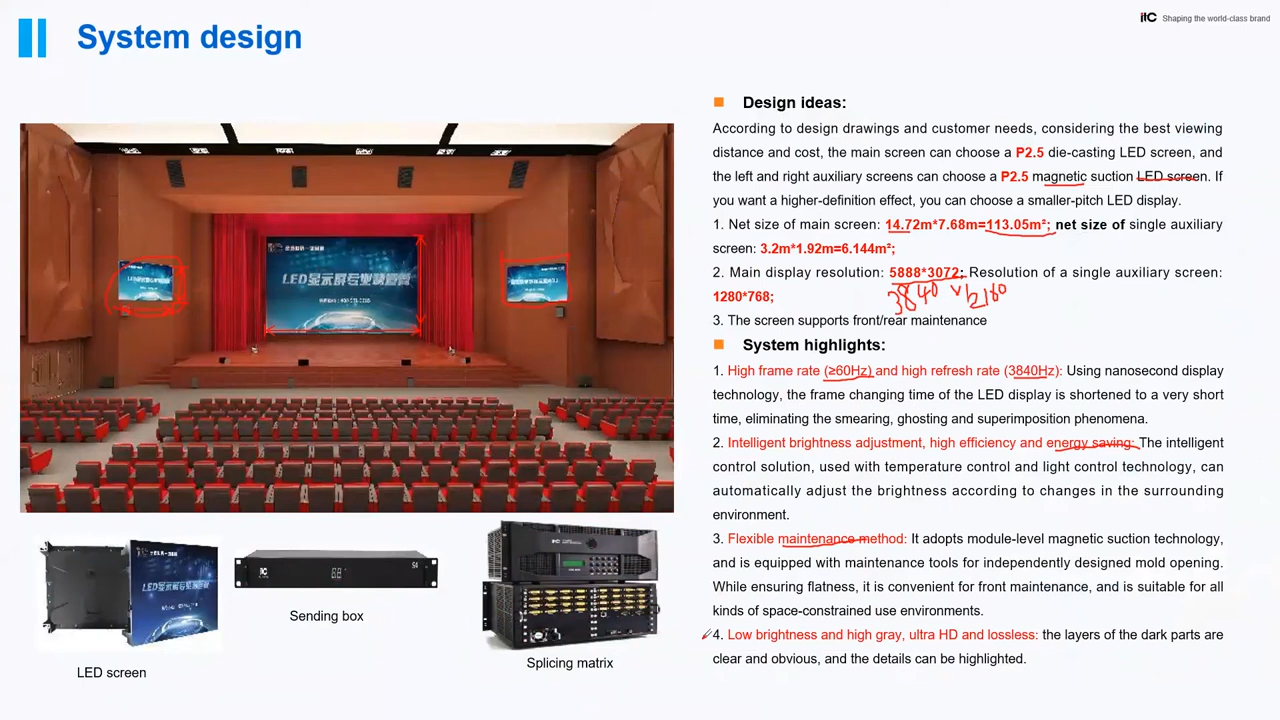 System design
itC Shaping the world-class brand
LED显示屏专业制造商
Design ideas:
According to design drawings and customer needs, considering the best viewing
distance and cost, the main screen can choose a P2.5 die-casting LED screen, and
the left and right auxiliary screens can choose a P2.5 magnetic suction LED screen. If
you want a higher-definition effect, you can choose a smaller-pitch LED display.
1. Net size of main screen: 14.72m*7.68m=113.05m²; net size of single auxiliary
screen: 3.2m*1.92m=6.144m²;
2. Main display resolution: 5888*3072; Resolution of a single auxiliary screen:
1280*768;
3840 × 2160
3. The screen supports front/rear maintenance
System highlights:
1. High frame rate (≥60Hz) and high refresh rate (3840Hz): Using nanosecond display
technology, the frame changing time of the LED display is shortened to a very short
time, eliminating the smearing, ghosting and superimposition phenomena.
2. Intelligent brightness adjustment, high efficiency and energy saving: The intelligent
control solution, used with temperature control and light control technology, can
automatically adjust the brightness according to changes in the surrounding
environment.
3. Flexible maintenance method: It adopts module-level magnetic suction technology,
and is equipped with maintenance tools for independently designed mold opening.
While ensuring flatness, it is convenient for front maintenance, and is suitable for all
kinds of space-constrained use environments.
4. Low brightness and high gray, ultra HD and lossless: the layers of the dark parts are
clear and obvious, and the details can be highlighted.
LED screen
itC
Sending box
itC
Splicing matrix